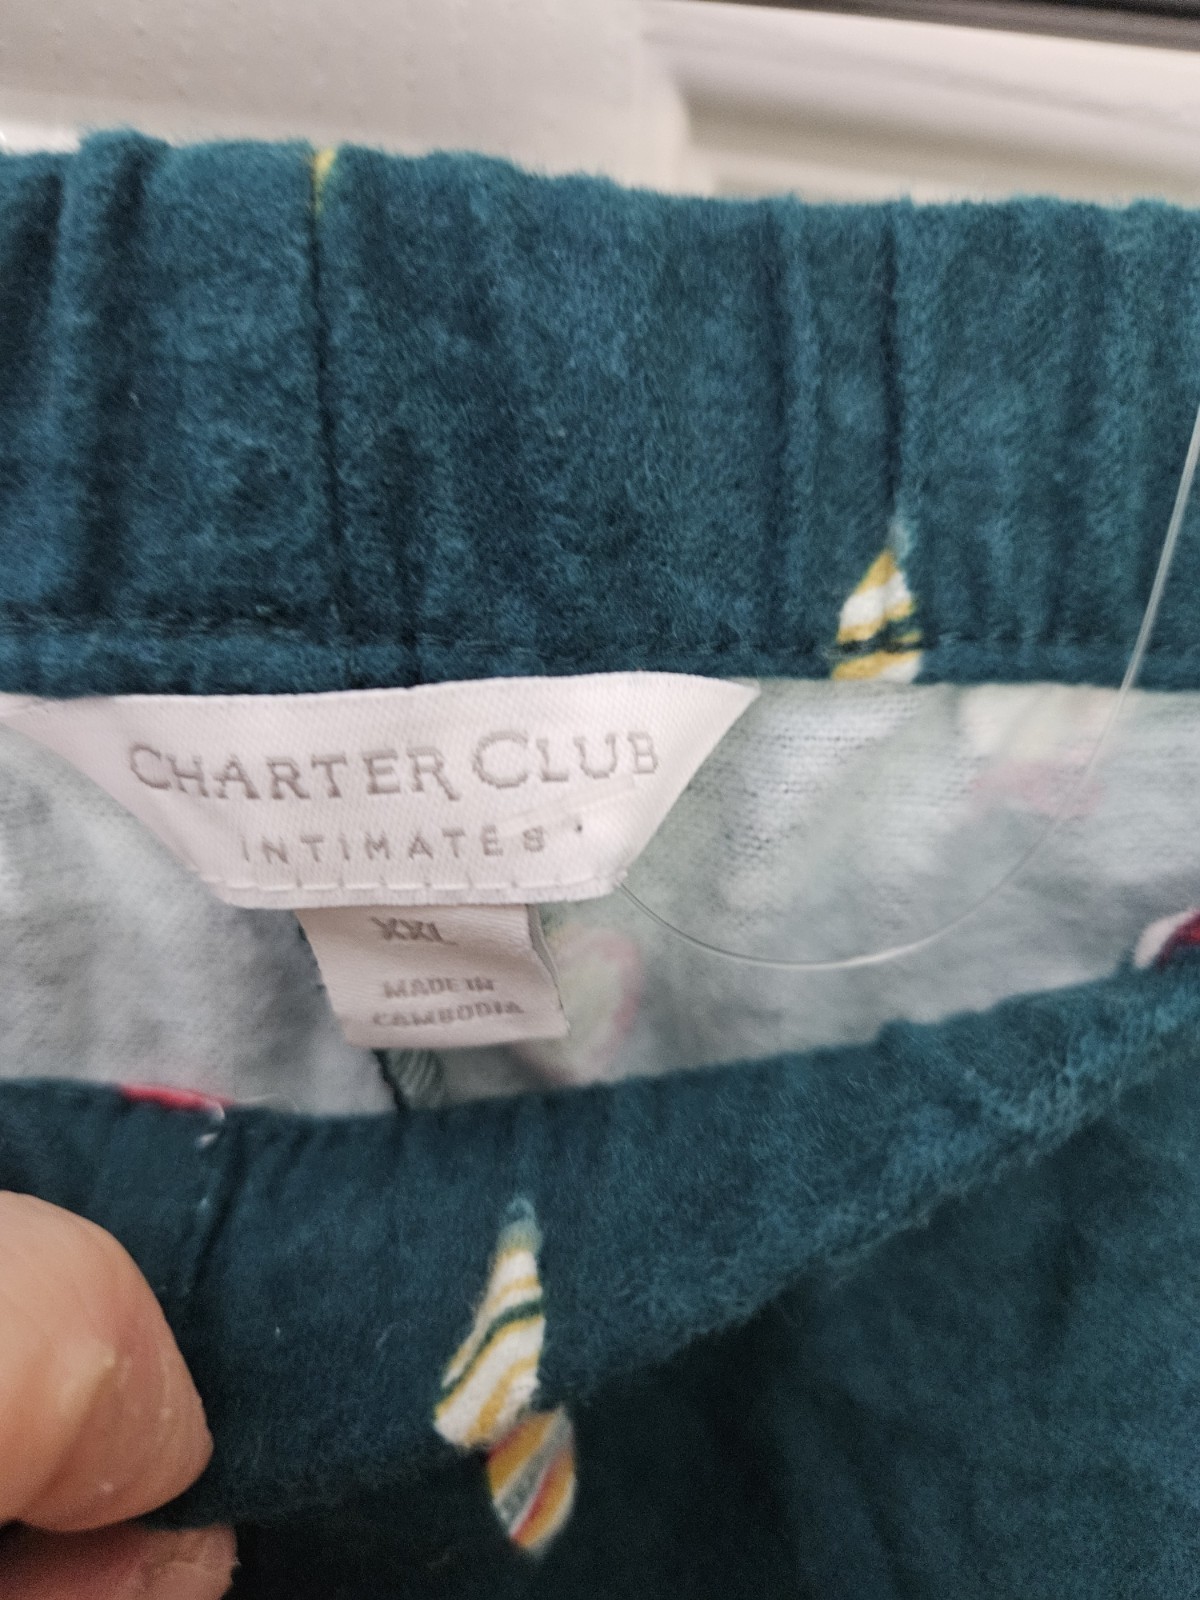 CHARTER CLUB
INTIMATES
XXL
MADE IN
CAMBODIA